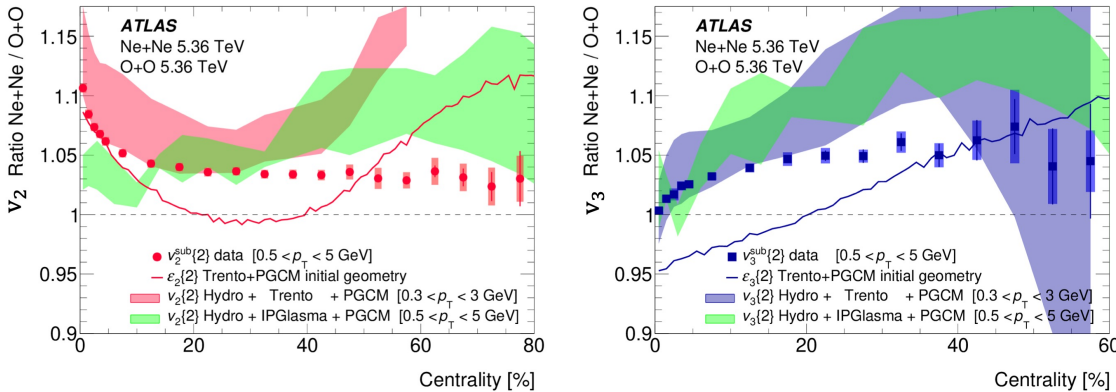 ATLAS
Ne+Ne 5.36 TeV
O+O 5.36 TeV
v2 Ratio Ne+Ne / O+O
1.15
1.1
1.05
1
0.95
0.9
v2^sub{2} data [0.5 < pT < 5 GeV]
ε2{2} Trento+PGCM initial geometry
v2{2} Hydro + Trento + PGCM [0.3 < pT < 3 GeV]
v2{2} Hydro + IPGlasma + PGCM [0.5 < pT < 5 GeV]
0 20 40 60 80
Centrality [%]
ATLAS
Ne+Ne 5.36 TeV
O+O 5.36 TeV
v3 Ratio Ne+Ne / O+O
1.15
1.1
1.05
1
0.95
0.9
v3^sub{2} data [0.5 < pT < 5 GeV]
ε3{2} Trento+PGCM initial geometry
v3{2} Hydro + Trento + PGCM [0.3 < pT < 3 GeV]
v3{2} Hydro + IPGlasma + PGCM [0.5 < pT < 5 GeV]
0 20 40 60
Centrality [%]